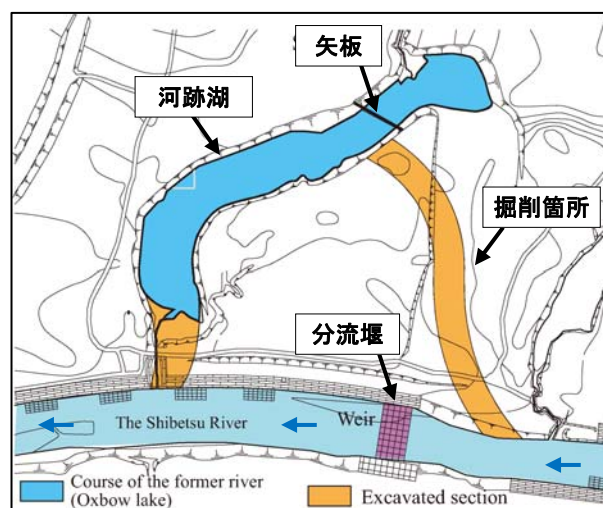 矢板
河跡湖
掘削箇所
分流堰
The Shibetsu River
Weir
Course of the former river
(Oxbow lake)
Excavated section